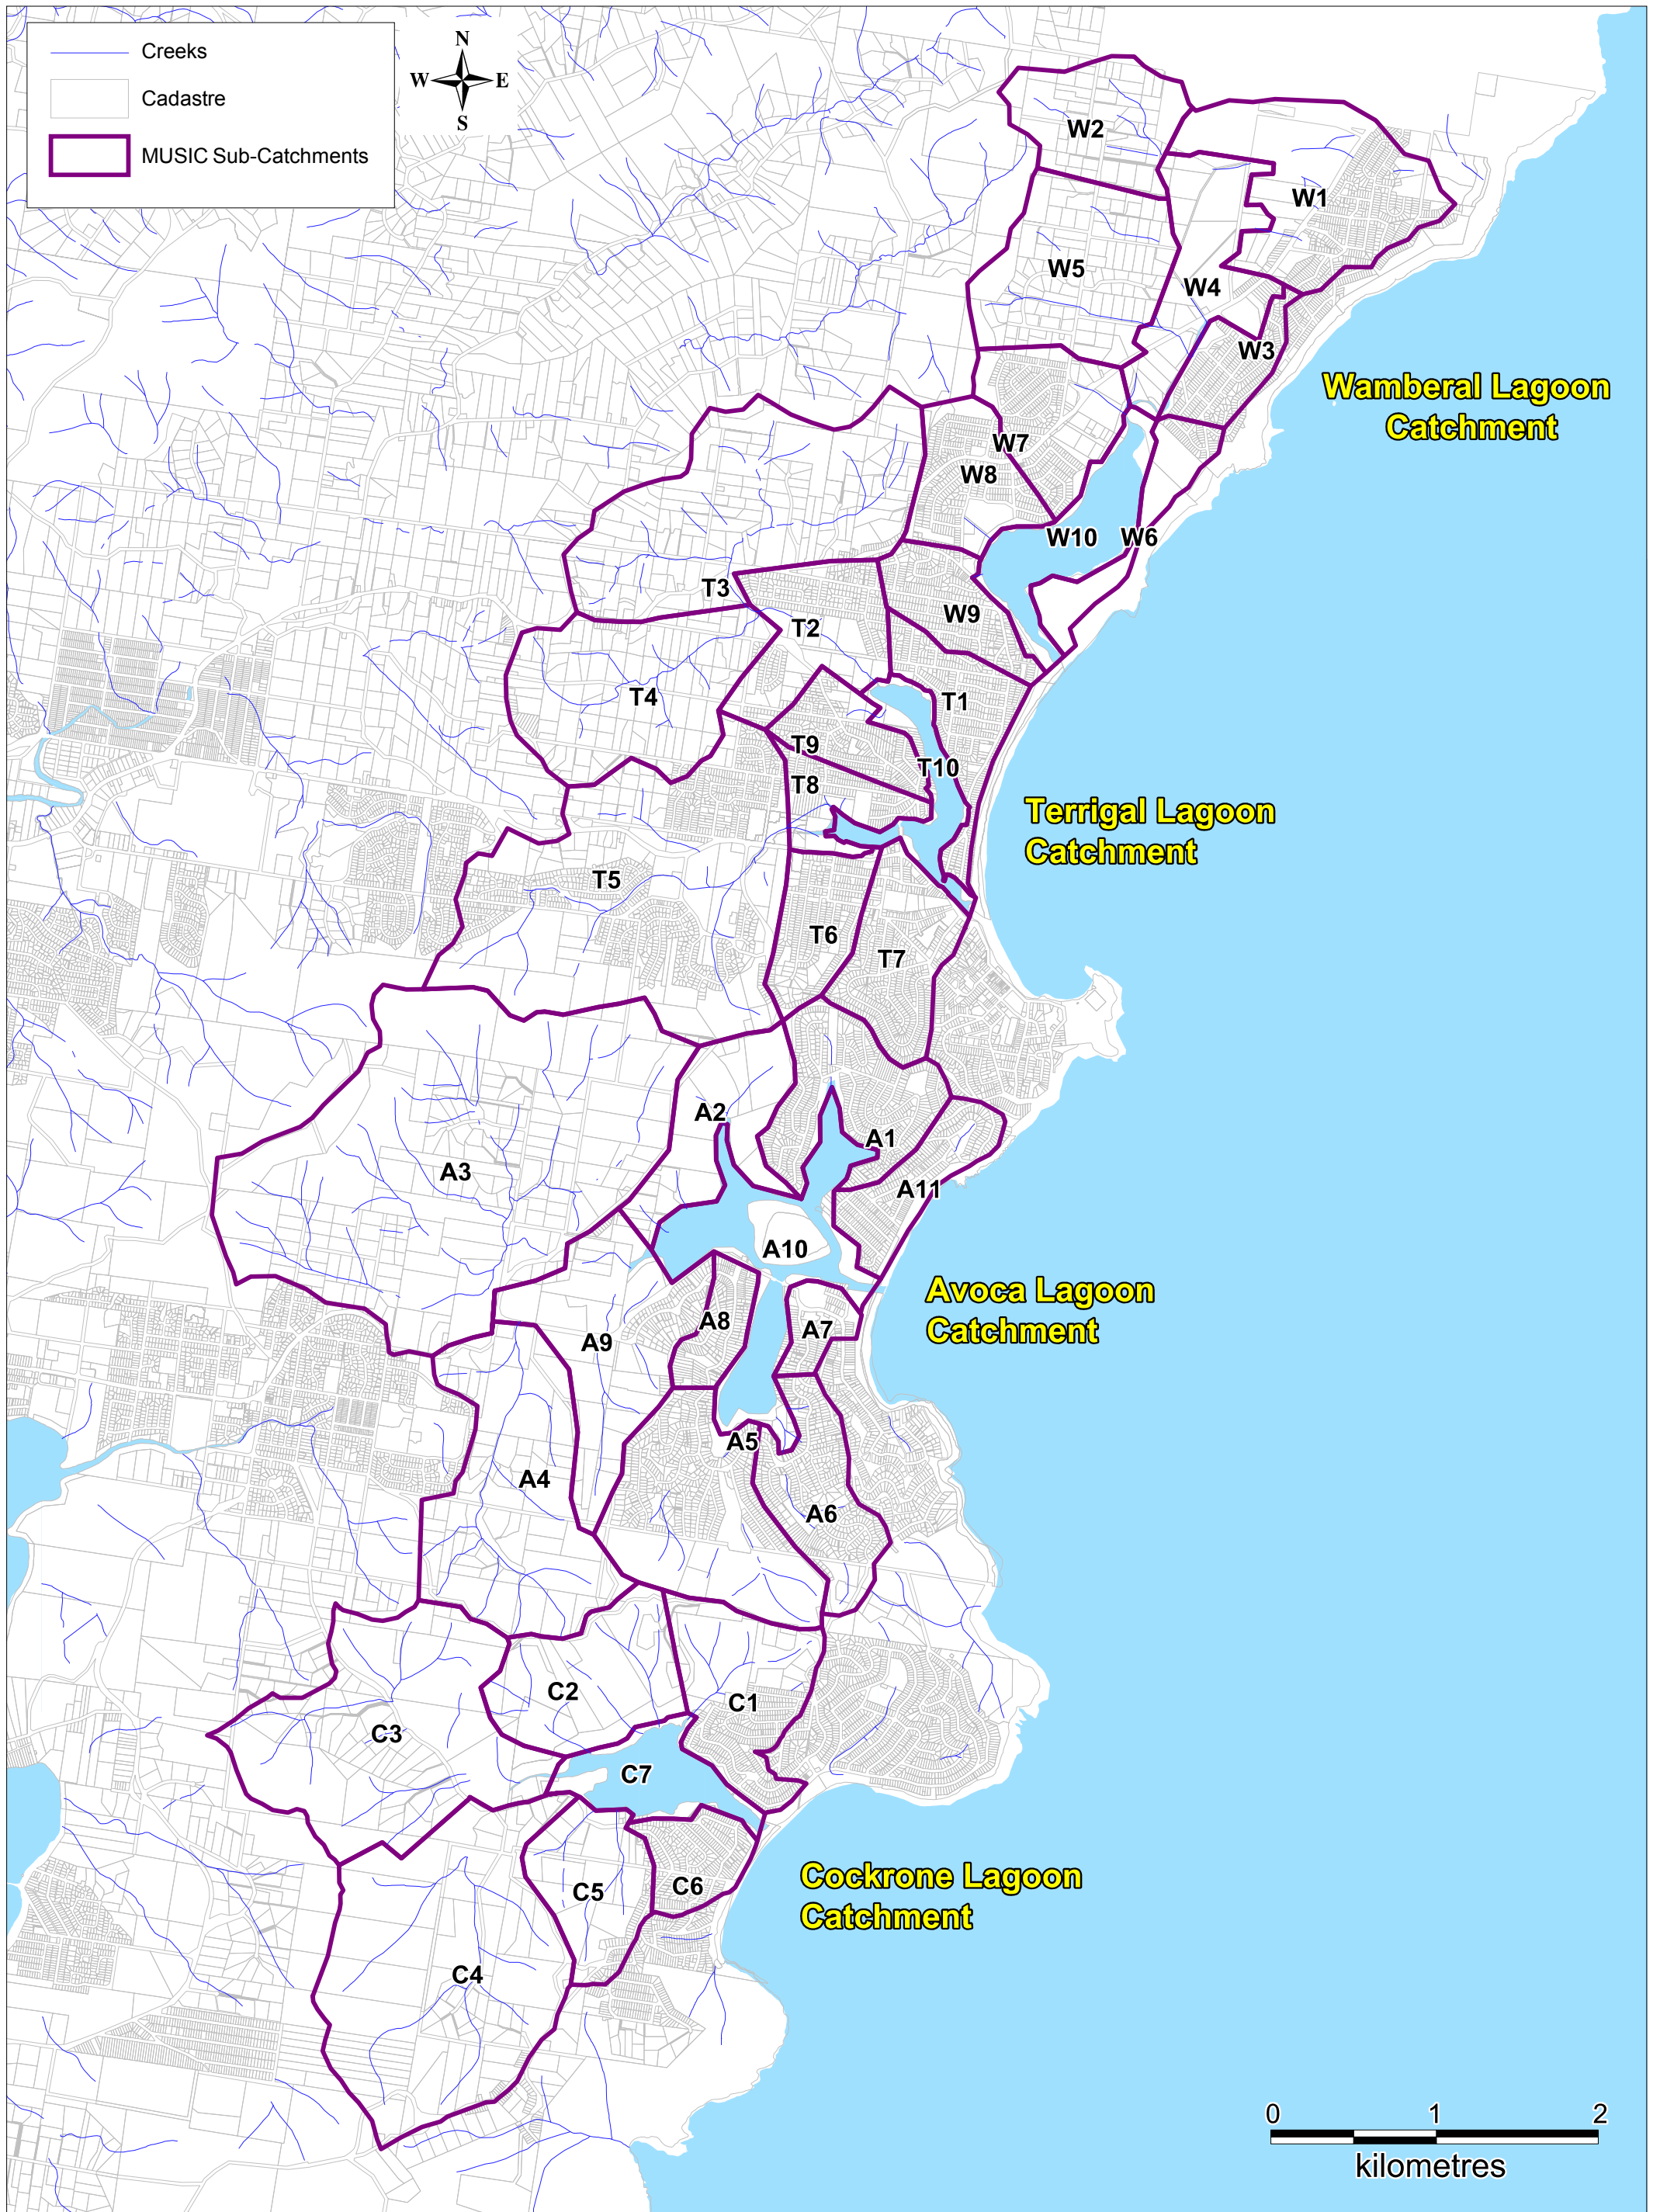 Creeks
Cadastre
MUSIC Sub-Catchments
N
W E
S
W2
W1
W5
W4
W3
Wamberal Lagoon
Catchment
W7
W8
W10
W6
T3
W9
T2
T4
T1
T9
T10
T8
Terrigal Lagoon
Catchment
T5
T6
T7
A2
A1
A3
A11
A10
Avoca Lagoon
Catchment
A8
A7
A9
A5
A4
A6
C2
C1
C3
C7
Cockrone Lagoon
Catchment
C6
C5
C4
0 1 2
kilometres